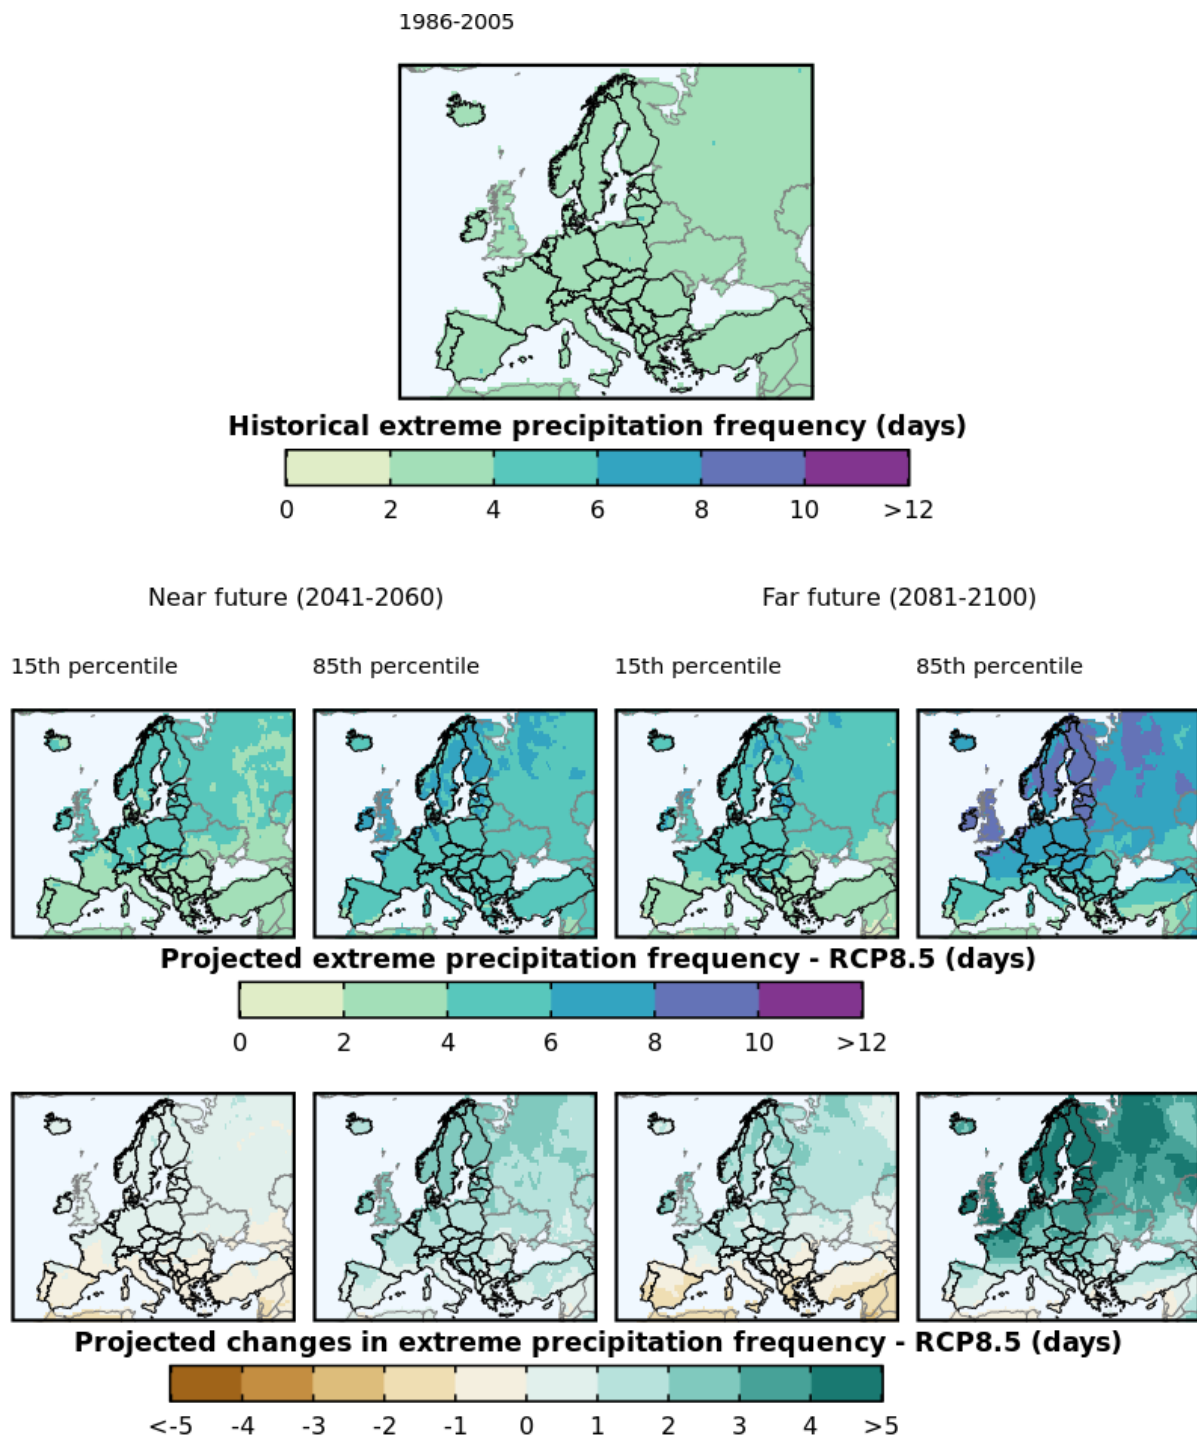 1986-2005
Historical extreme precipitation frequency (days)
0 2 4 6 8 10 >12
Near future (2041-2060) Far future (2081-2100)
15th percentile 85th percentile 15th percentile 85th percentile
Projected extreme precipitation frequency - RCP8.5 (days)
0 2 4 6 8 10 >12
Projected changes in extreme precipitation frequency - RCP8.5 (days)
<-5 -4 -3 -2 -1 0 1 2 3 4 >5